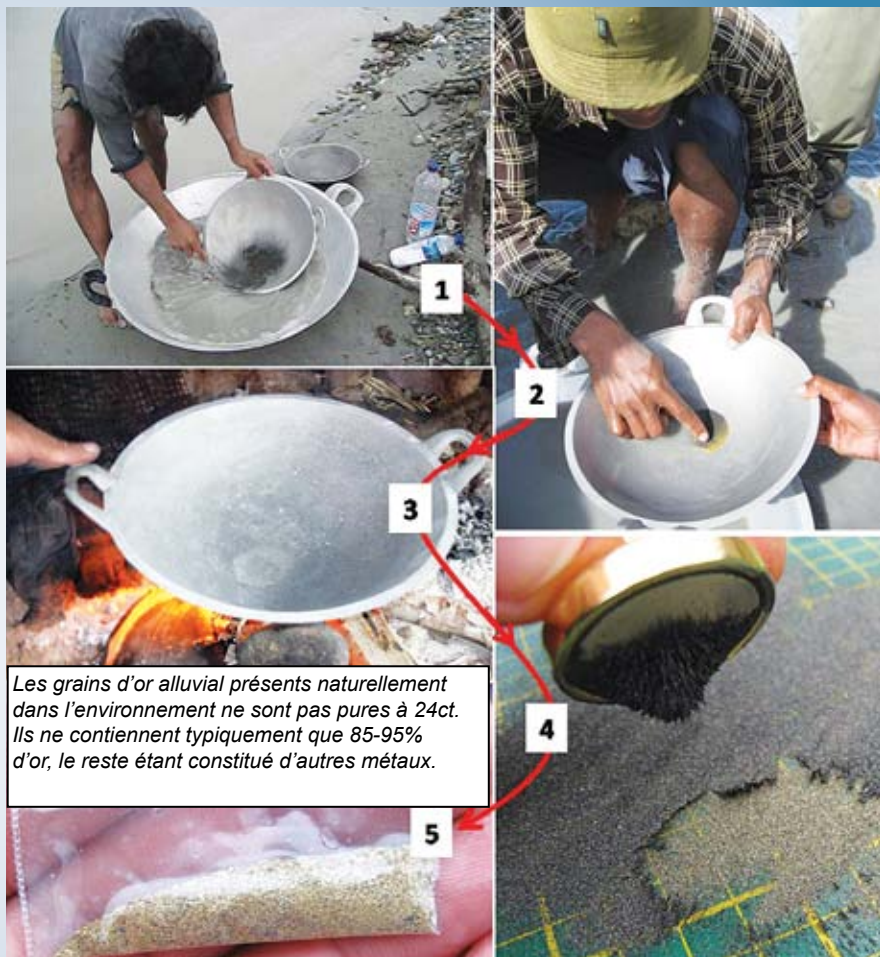 1
2
3
Les grains d'or alluvial présents naturellement
dans l'environnement ne sont pas pures à 24ct.
Ils ne contiennent typiquement que 85-95%
d'or, le reste étant constitué d'autres métaux.
4
5